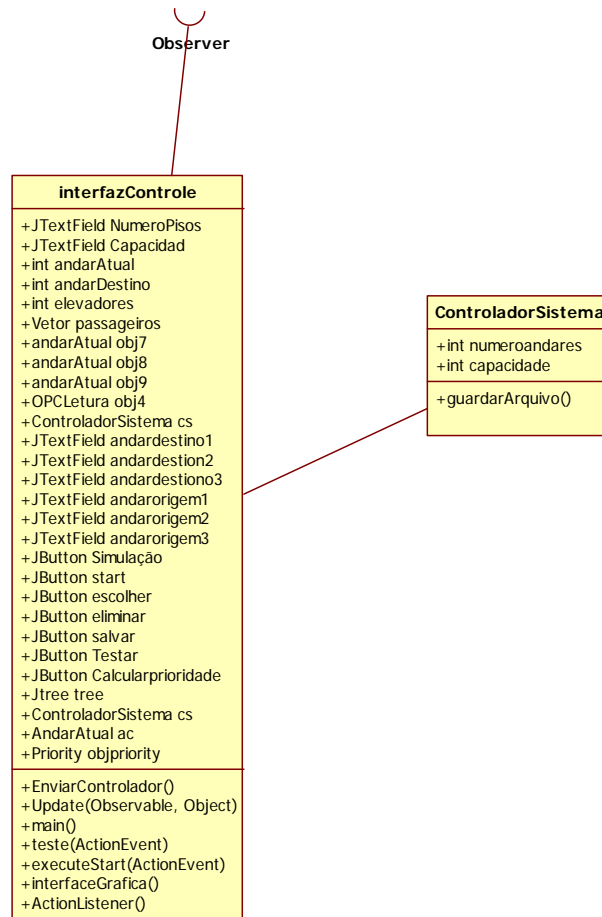 Observer
interfazControle
+JTextField NumeroPisos
+JTextField Capacidad
+int andarAtual
+int andarDestino
+int elevadores
+Vetor passageiros
+andarAtual obj7
+andarAtual obj8
+andarAtual obj9
+OPCLetura obj4
+ControladorSistema cs
+JTextField andardestino1
+JTextField andardestion2
+JTextField andardestiono3
+JTextField andarorigem1
+JTextField andarorigem2
+JTextField andarorigem3
+JButton Simulação
+JButton start
+JButton escolher
+JButton eliminar
+JButton salvar
+JButton Testar
+JButton Calcularprioridade
+Jtree tree
+ControladorSistema cs
+AndarAtual ac
+Priority objpriority
+EnviarControlador()
+Update(Observable, Object)
+main()
+teste(ActionEvent)
+executeStart(ActionEvent)
+interfaceGrafica()
+ActionListener()
ControladorSistema
+int numeroandares
+int capacidade
+guardarArquivo()